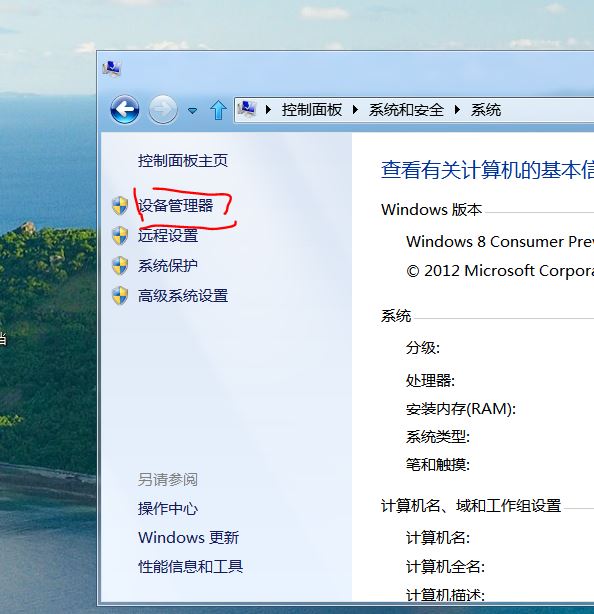 控制面板 系统和安全 系统
控制面板主页
设备管理器
远程设置
系统保护
高级系统设置
另请参阅
操作中心
Windows 更新
性能信息和工具
查看有关计算机的基本信
Windows 版本
Windows 8 Consumer Prev
© 2012 Microsoft Corpora
系统
分级:
处理器:
安装内存(RAM):
系统类型:
笔和触摸:
计算机名、域和工作组设置
计算机名:
计算机全名:
计算机描述: